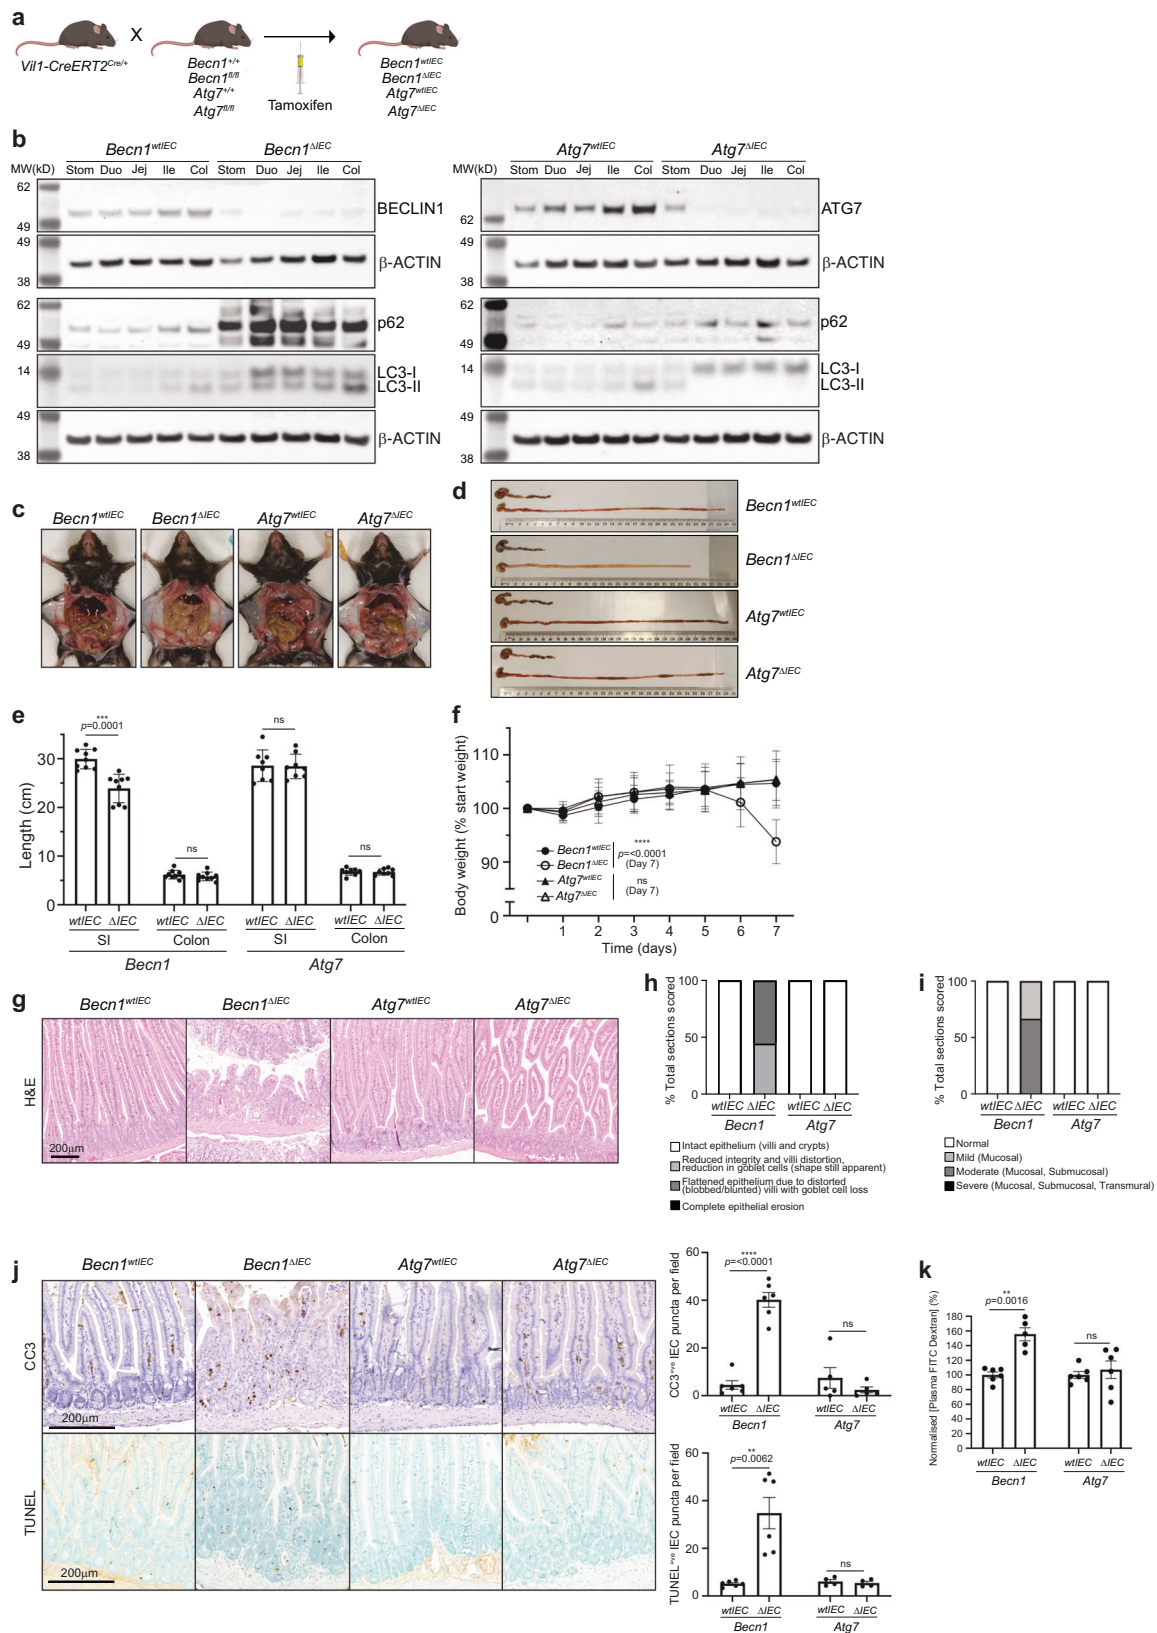 a
X
Vil1-CreERT2Cre/+
Becn1+/+
Becn1fl/fl
Atg7+/+
Atg7fl/fl
Tamoxifen
Becn1wtIEC
Becn1ΔIEC
Atg7wtIEC
Atg7ΔIEC
b
Becn1wtIEC Becn1ΔIEC
MW(kD) Stom Duo Jej Ile Col Stom Duo Jej Ile Col
62
49
BECLIN1
49
38
β-ACTIN
62
49
p62
14
LC3-I
LC3-II
49
38
β-ACTIN
Atg7wtIEC Atg7ΔIEC
MW(kD) Stom Duo Jej Ile Col Stom Duo Jej Ile Col
62
ATG7
49
38
β-ACTIN
62
49
p62
14
LC3-I
LC3-II
49
38
β-ACTIN
c
Becn1wtIEC Becn1ΔIEC Atg7wtIEC Atg7ΔIEC
d
Becn1wtIEC
Becn1ΔIEC
Atg7wtIEC
Atg7ΔIEC
e
Length (cm)
30
20
10
0
***
p=0.0001
ns
ns
ns
wtIEC ΔIEC wtIEC ΔIEC wtIEC ΔIEC wtIEC ΔIEC
SI Colon SI Colon
Becn1 Atg7
f
Body weight (% start weight)
110
100
90
0
Becn1wtIEC
Becn1ΔIEC
****
p=<0.0001
(Day 7)
Atg7wtIEC
Atg7ΔIEC
ns
(Day 7)
1 2 3 4 5 6 7
Time (days)
g
Becn1wtIEC Becn1ΔIEC Atg7wtIEC Atg7ΔIEC
H&E
200μm
h
% Total sections scored
100
50
0
wtIEC ΔIEC wtIEC ΔIEC
Becn1 Atg7
Intact epithelium (villi and crypts)
Reduced integrity and villi distortion,
reduction in goblet cells (shape still apparent)
Flattened epithelium due to distorted
(blobbed/blunted) villi with goblet cell loss
Complete epithelial erosion
i
% Total sections scored
100
50
0
wtIEC ΔIEC wtIEC ΔIEC
Becn1 Atg7
Normal
Mild (Mucosal)
Moderate (Mucosal, Submucosal)
Severe (Mucosal, Submucosal, Transmural)
j
Becn1wtIEC Becn1ΔIEC Atg7wtIEC Atg7ΔIEC
CC3
200μm
TUNEL
200μm
CC3+ve IEC puncta per field
60
40
20
0
****
p=<0.0001
ns
wtIEC ΔIEC wtIEC ΔIEC
Becn1 Atg7
TUNEL+ve IEC puncta per field
60
40
20
0
**
p=0.0062
ns
wtIEC ΔIEC wtIEC ΔIEC
Becn1 Atg7
k
Normalised [Plasma FITC Dextran] (%)
180
160
140
120
100
80
60
40
20
0
**
p=0.0016
ns
wtIEC ΔIEC wtIEC ΔIEC
Becn1 Atg7